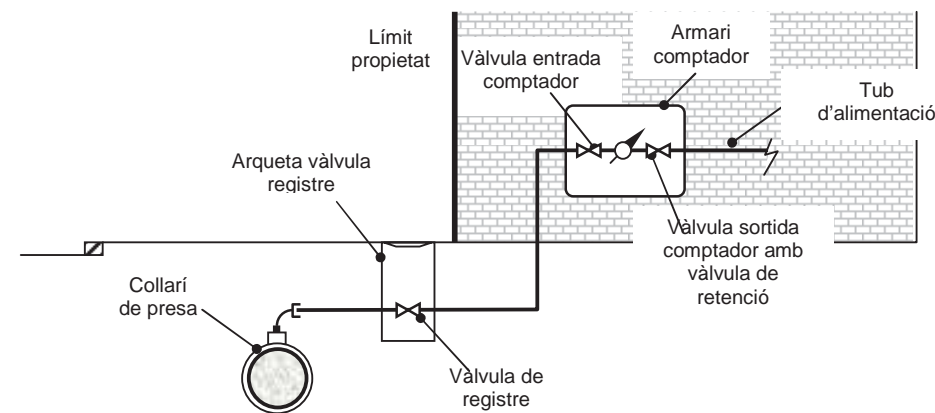 Límit
propietat
Vàlvula entrada
comptador
Armari
comptador
Tub
d'alimentació
Arqueta vàlvula
registre
Vàlvula sortida
comptador amb
vàlvula de
retenció
Collarí
de presa
Vàlvula de
registre